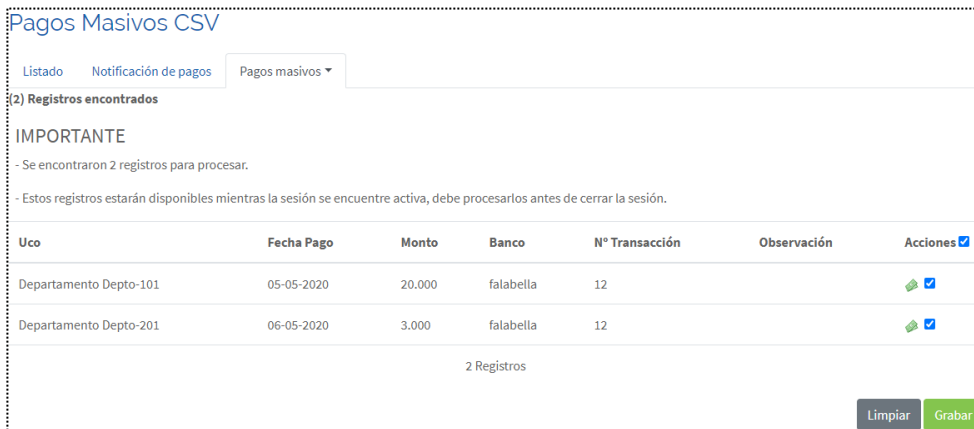 Pagos Masivos CSV
Listado Notificación de pagos Pagos masivos
(2) Registros encontrados
IMPORTANTE
- Se encontraron 2 registros para procesar.
- Estos registros estarán disponibles mientras la sesión se encuentre activa, debe procesarlos antes de cerrar la sesión.
Uco Fecha Pago Monto Banco Nº Transacción Observación Acciones
Departamento Depto-101 05-05-2020 20.000 falabella 12
Departamento Depto-201 06-05-2020 3.000 falabella 12
2 Registros
Limpiar Grabar